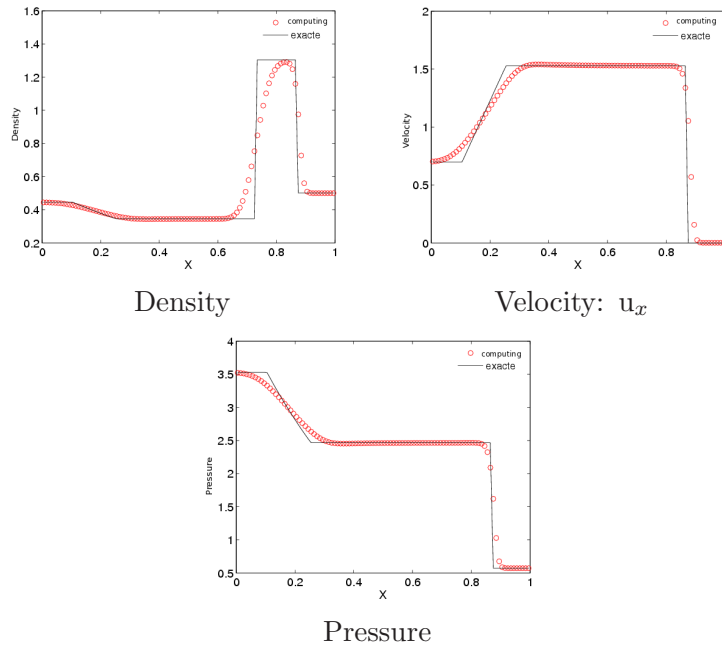 1.6
1.4
1.2
1
0.8
0.6
0.4
0.2
Density
0 0.2 0.4 0.6 0.8 1
X
computing
exacte
Density
2
1.5
1
0.5
0
Velocity
0 0.2 0.4 0.6 0.8
X
computing
exacte
Velocity: uₓ
4
3.5
3
2.5
2
1.5
1
0.5
Pressure
0 0.2 0.4 0.6 0.8 1
X
computing
exacte
Pressure